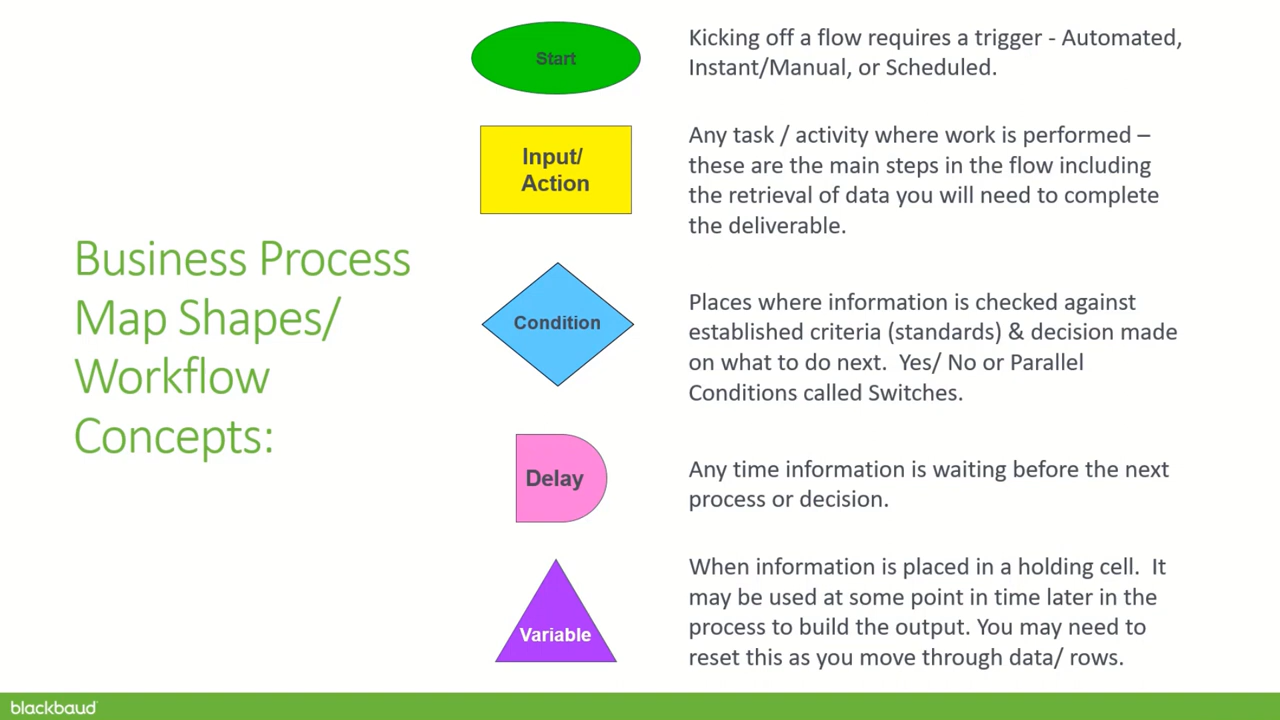 Business Process
Map Shapes/
Workflow
Concepts:
Start
Kicking off a flow requires a trigger - Automated,
Instant/Manual, or Scheduled.
Input/
Action
Any task / activity where work is performed –
these are the main steps in the flow including
the retrieval of data you will need to complete
the deliverable.
Condition
Places where information is checked against
established criteria (standards) & decision made
on what to do next.  Yes/ No or Parallel
Conditions called Switches.
Delay
Any time information is waiting before the next
process or decision.
Variable
When information is placed in a holding cell.  It
may be used at some point in time later in the
process to build the output. You may need to
reset this as you move through data/ rows.
blackbaud